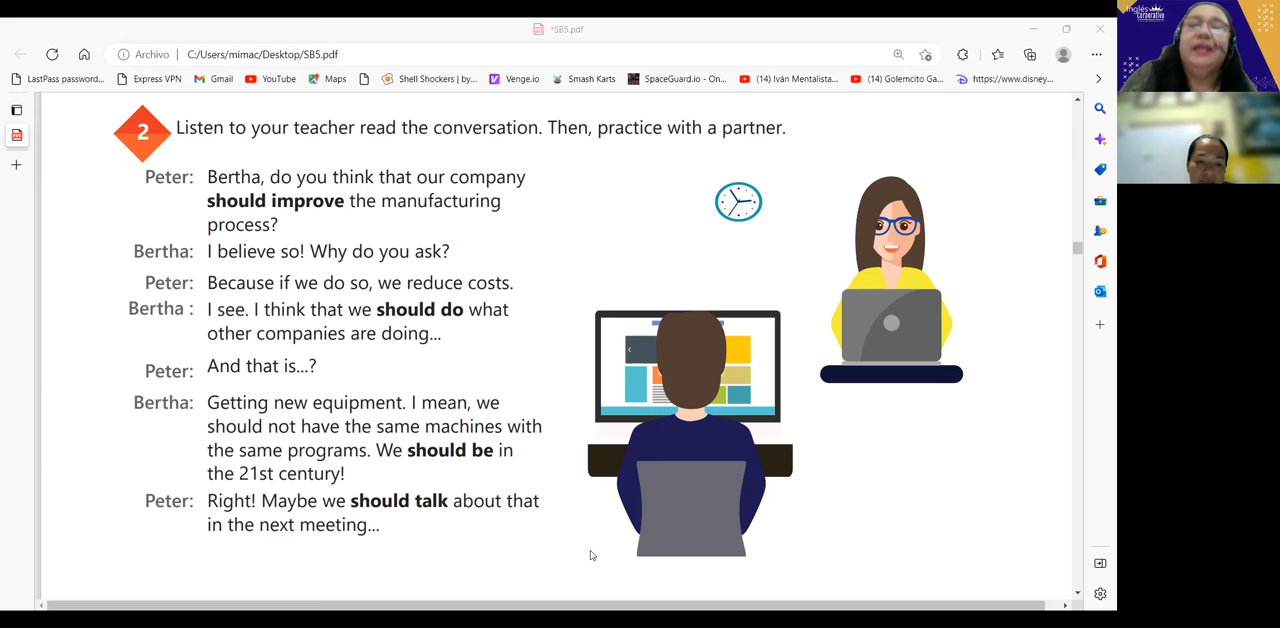 *SB5.pdf
Archivo | C:/Users/mimac/Desktop/SB5.pdf
LastPass password... Express VPN Gmail YouTube Maps Shell Shockers | by... Venge.io Smash Karts SpaceGuard.io - On... (14) Iván Mentalista... (14) Golemcito Ga... https://www.disney...
2 Listen to your teacher read the conversation. Then, practice with a partner.
Peter: Bertha, do you think that our company
should improve the manufacturing
process?
Bertha: I believe so! Why do you ask?
Peter: Because if we do so, we reduce costs.
Bertha : I see. I think that we should do what
other companies are doing...
Peter: And that is...?
Bertha: Getting new equipment. I mean, we
should not have the same machines with
the same programs. We should be in
the 21st century!
Peter: Right! Maybe we should talk about that
in the next meeting...
Inglés
Corporativo